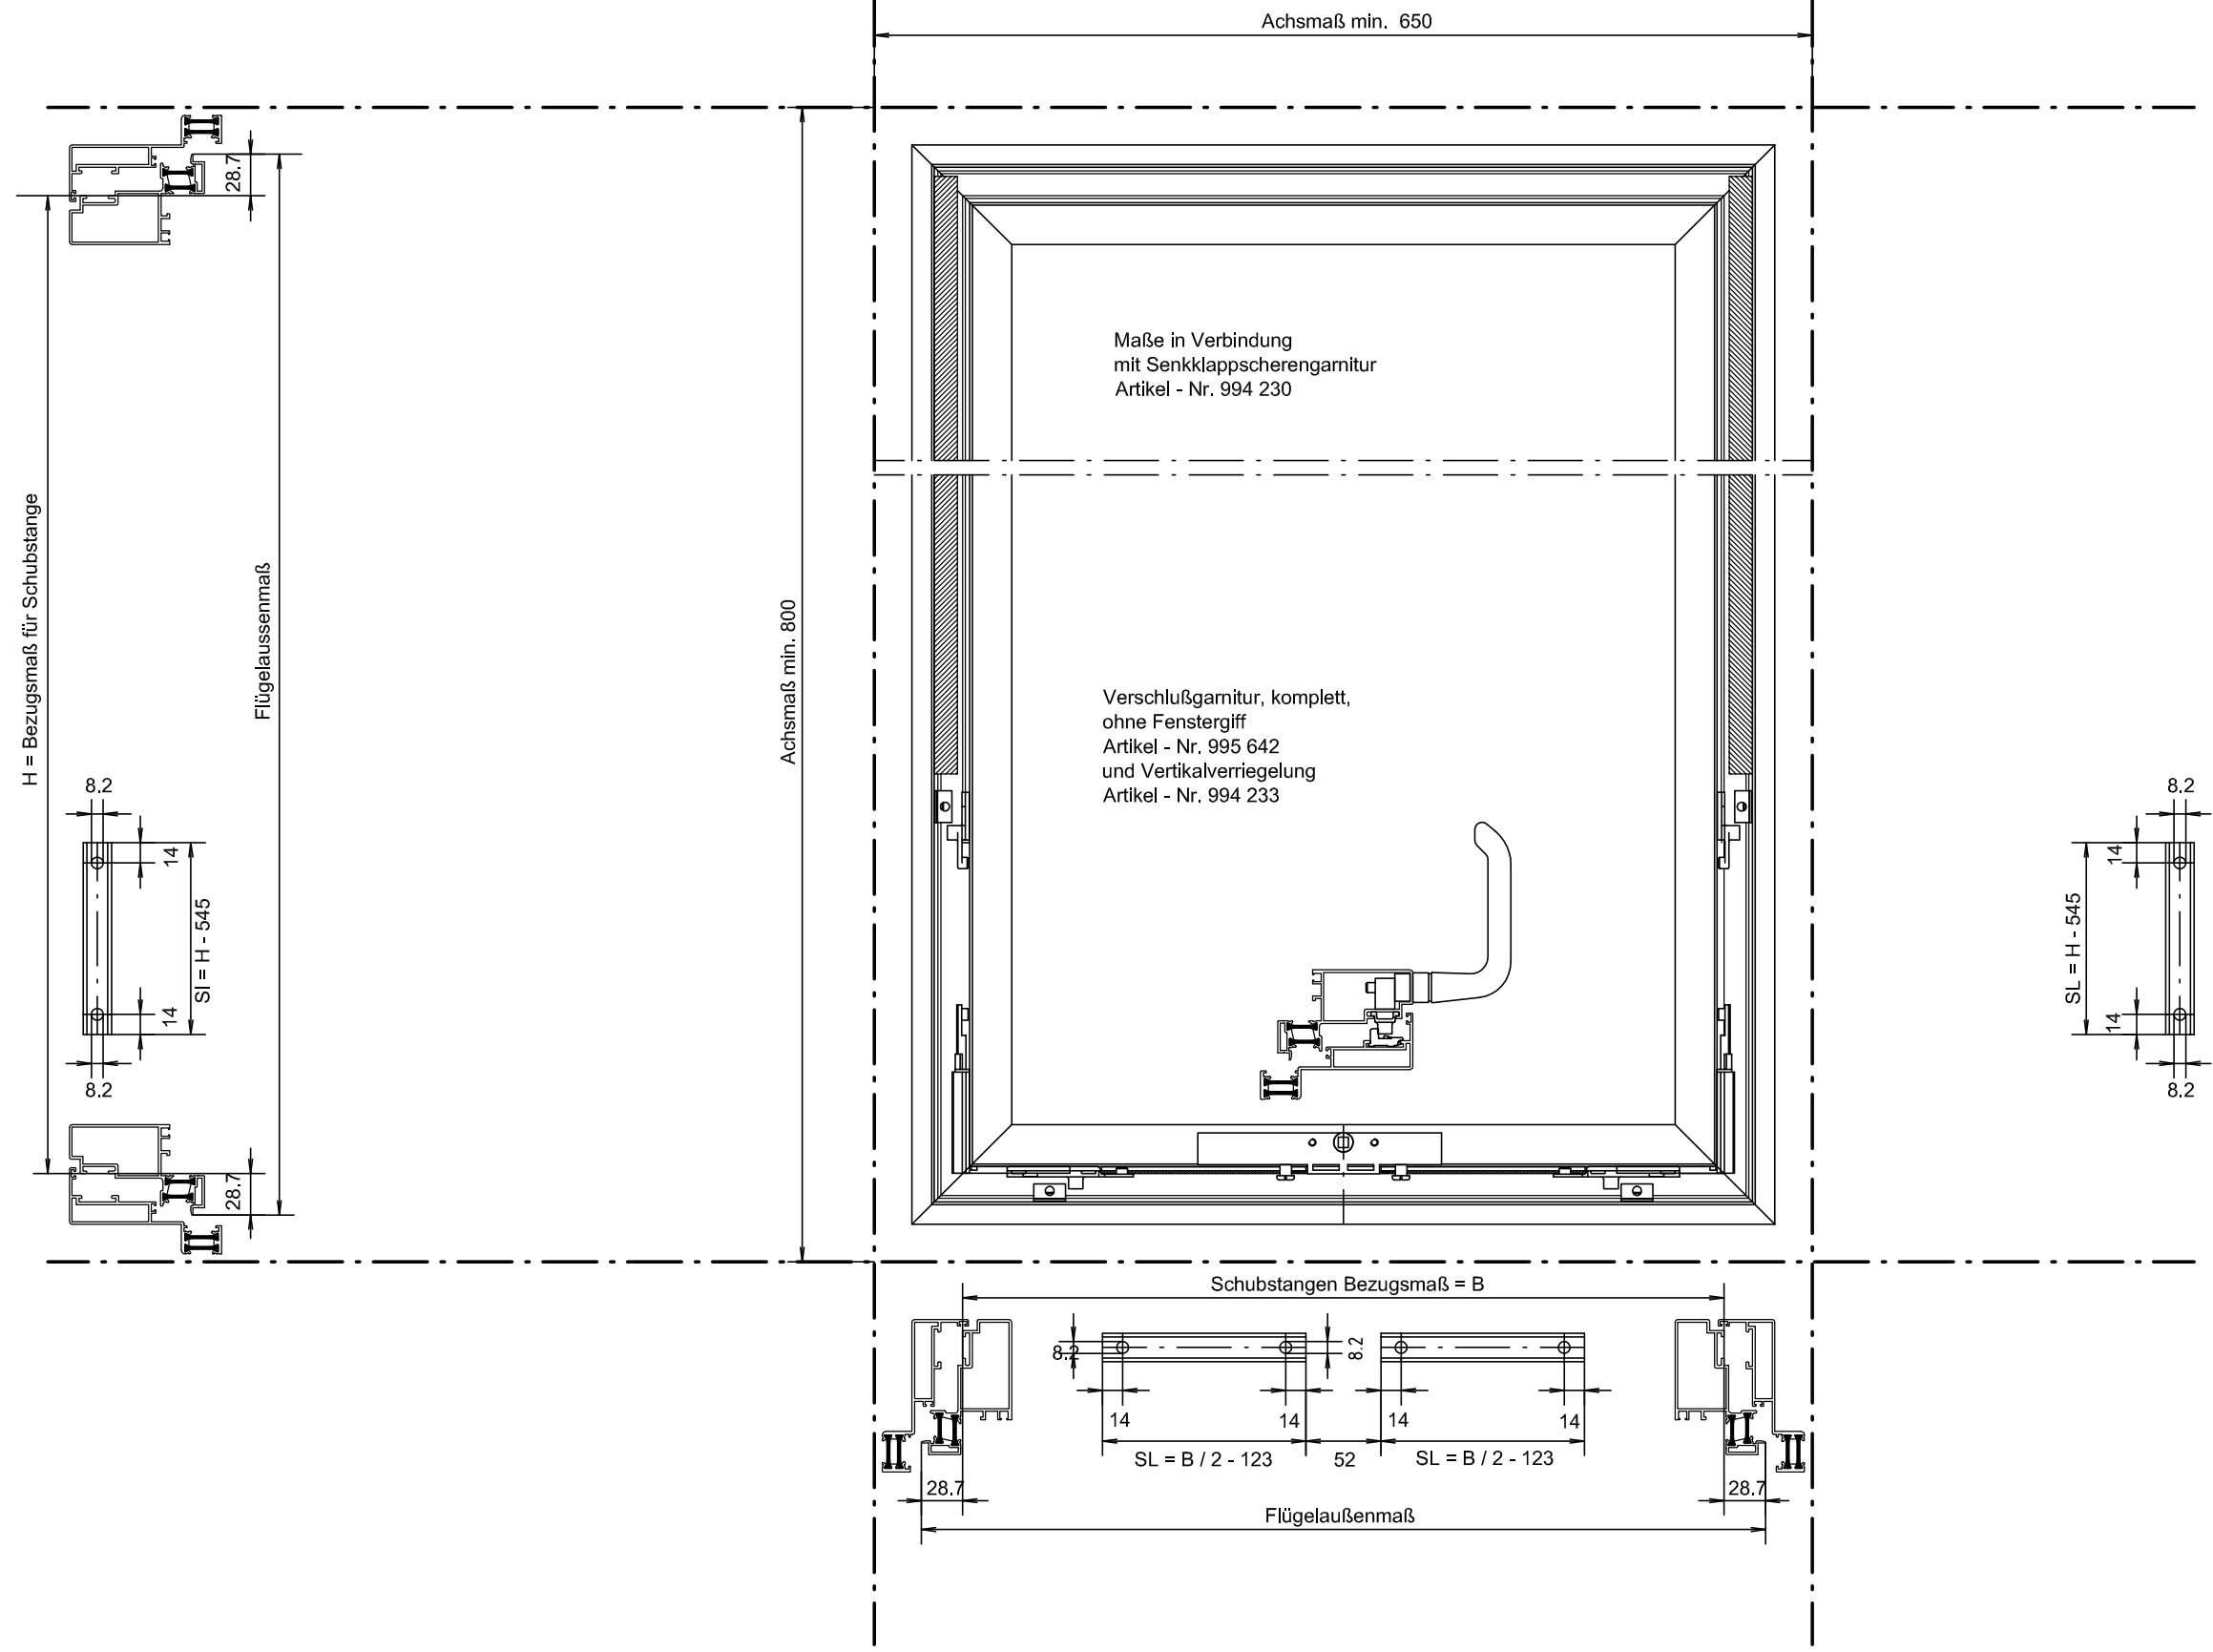 Achsmaß min. 650
28.7
Maße in Verbindung
mit Senkklappscherengarnitur
Artikel - Nr. 994 230
H = Bezugsmaß für Schubstange
Flügelaussenmaß
Achsmaß min. 800
Verschlußgarnitur, komplett,
ohne Fenstergiff
Artikel - Nr. 995 642
und Vertikalverriegelung
Artikel - Nr. 994 233
8.2
14
Sl = H - 545
14
8.2
8.2
14
SL = H - 545
14
8.2
28.7
Schubstangen Bezugsmaß = B
8.2
8.2
14
14
14
14
SL = B / 2 - 123
52
SL = B / 2 - 123
28.7
28.7
Flügelaußenmaß